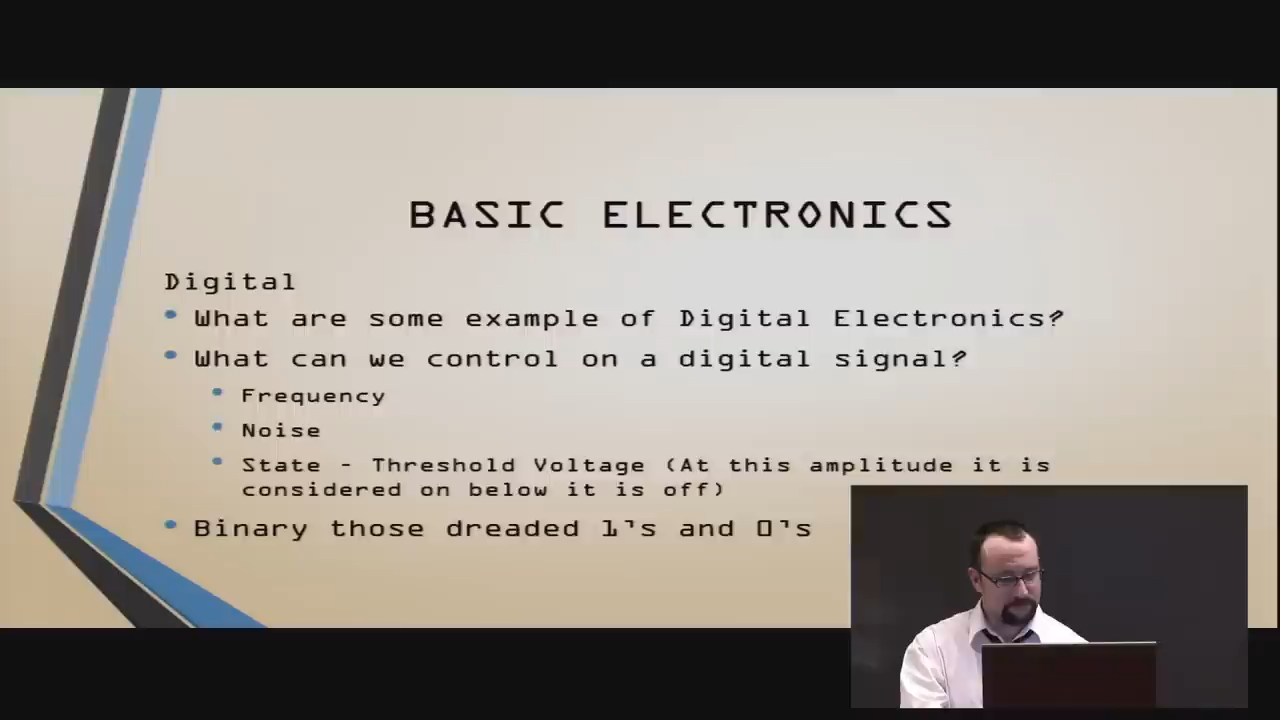 BASIC ELECTRONICS
Digital
• What are some example of Digital Electronics?
• What can we control on a digital signal?
• Frequency
• Noise
• State - Threshold Voltage (At this amplitude it is
considered on below it is off)
• Binary those dreaded 1's and 0's